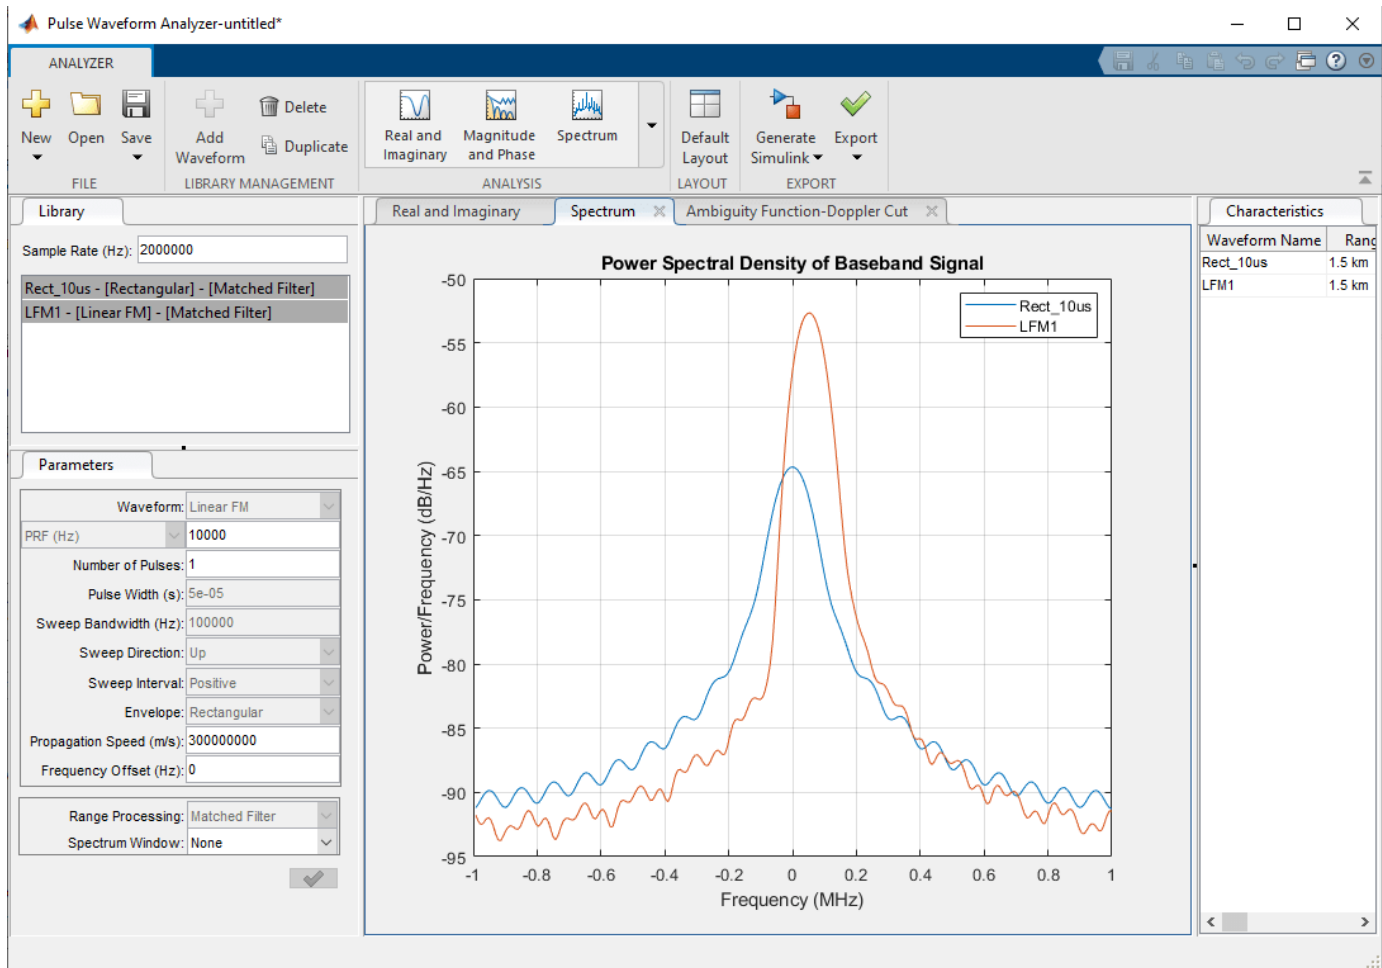 Pulse Waveform Analyzer-untitled*
ANALYZER
New
Open
Save
Add
Waveform
Delete
Duplicate
Real and
Imaginary
Magnitude
and Phase
Spectrum
Default
Layout
Generate
Simulink
Export
FILE
LIBRARY MANAGEMENT
ANALYSIS
LAYOUT
EXPORT
Library
Sample Rate (Hz): 2000000
Rect_10us - [Rectangular] - [Matched Filter]
LFM1 - [Linear FM] - [Matched Filter]
Parameters
Waveform: Linear FM
PRF (Hz) 10000
Number of Pulses: 1
Pulse Width (s): 5e-05
Sweep Bandwidth (Hz): 100000
Sweep Direction: Up
Sweep Interval: Positive
Envelope: Rectangular
Propagation Speed (m/s): 300000000
Frequency Offset (Hz): 0
Range Processing: Matched Filter
Spectrum Window: None
Real and Imaginary
Spectrum
Ambiguity Function-Doppler Cut
Power Spectral Density of Baseband Signal
Rect_10us
LFM1
Power/Frequency (dB/Hz)
-50
-55
-60
-65
-70
-75
-80
-85
-90
-95
-1 -0.8 -0.6 -0.4 -0.2 0 0.2 0.4 0.6 0.8 1
Frequency (MHz)
Characteristics
Waveform Name Rang
Rect_10us 1.5 km
LFM1 1.5 km